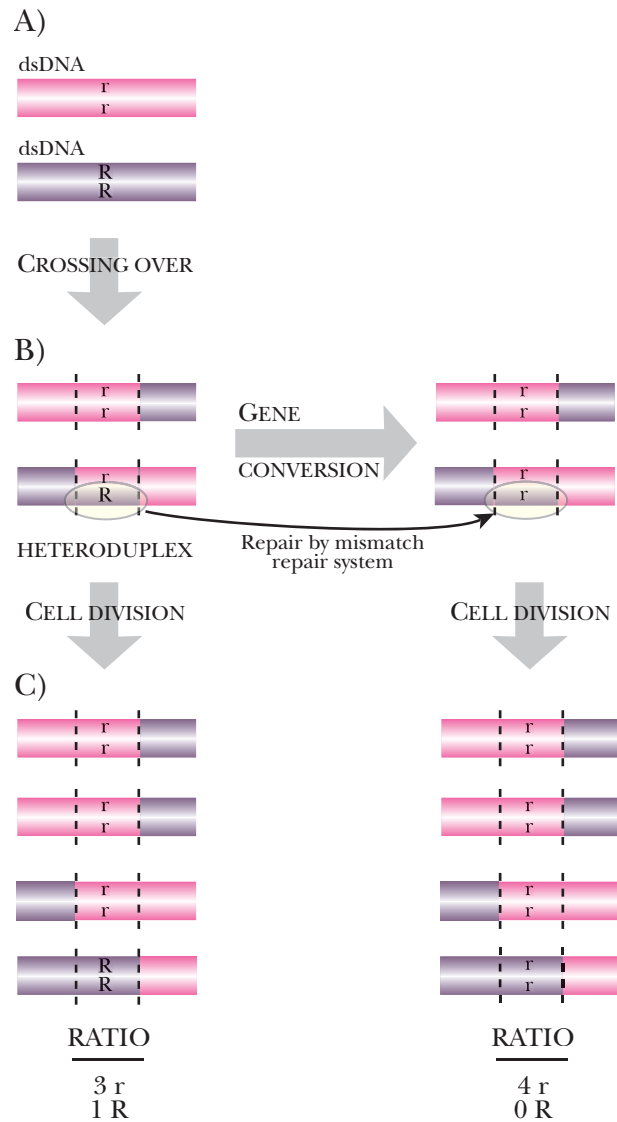 A)
dsDNA
r
r
dsDNA
R
R
CROSSING OVER
B)
r
r
r
R
HETERODUPLEX
GENE
CONVERSION
r
r
r
r
Repair by mismatch
repair system
CELL DIVISION
CELL DIVISION
C)
r
r
r
r
r
r
R
R
RATIO
3 r
1 R
r
r
r
r
r
r
r
r
RATIO
4 r
0 R